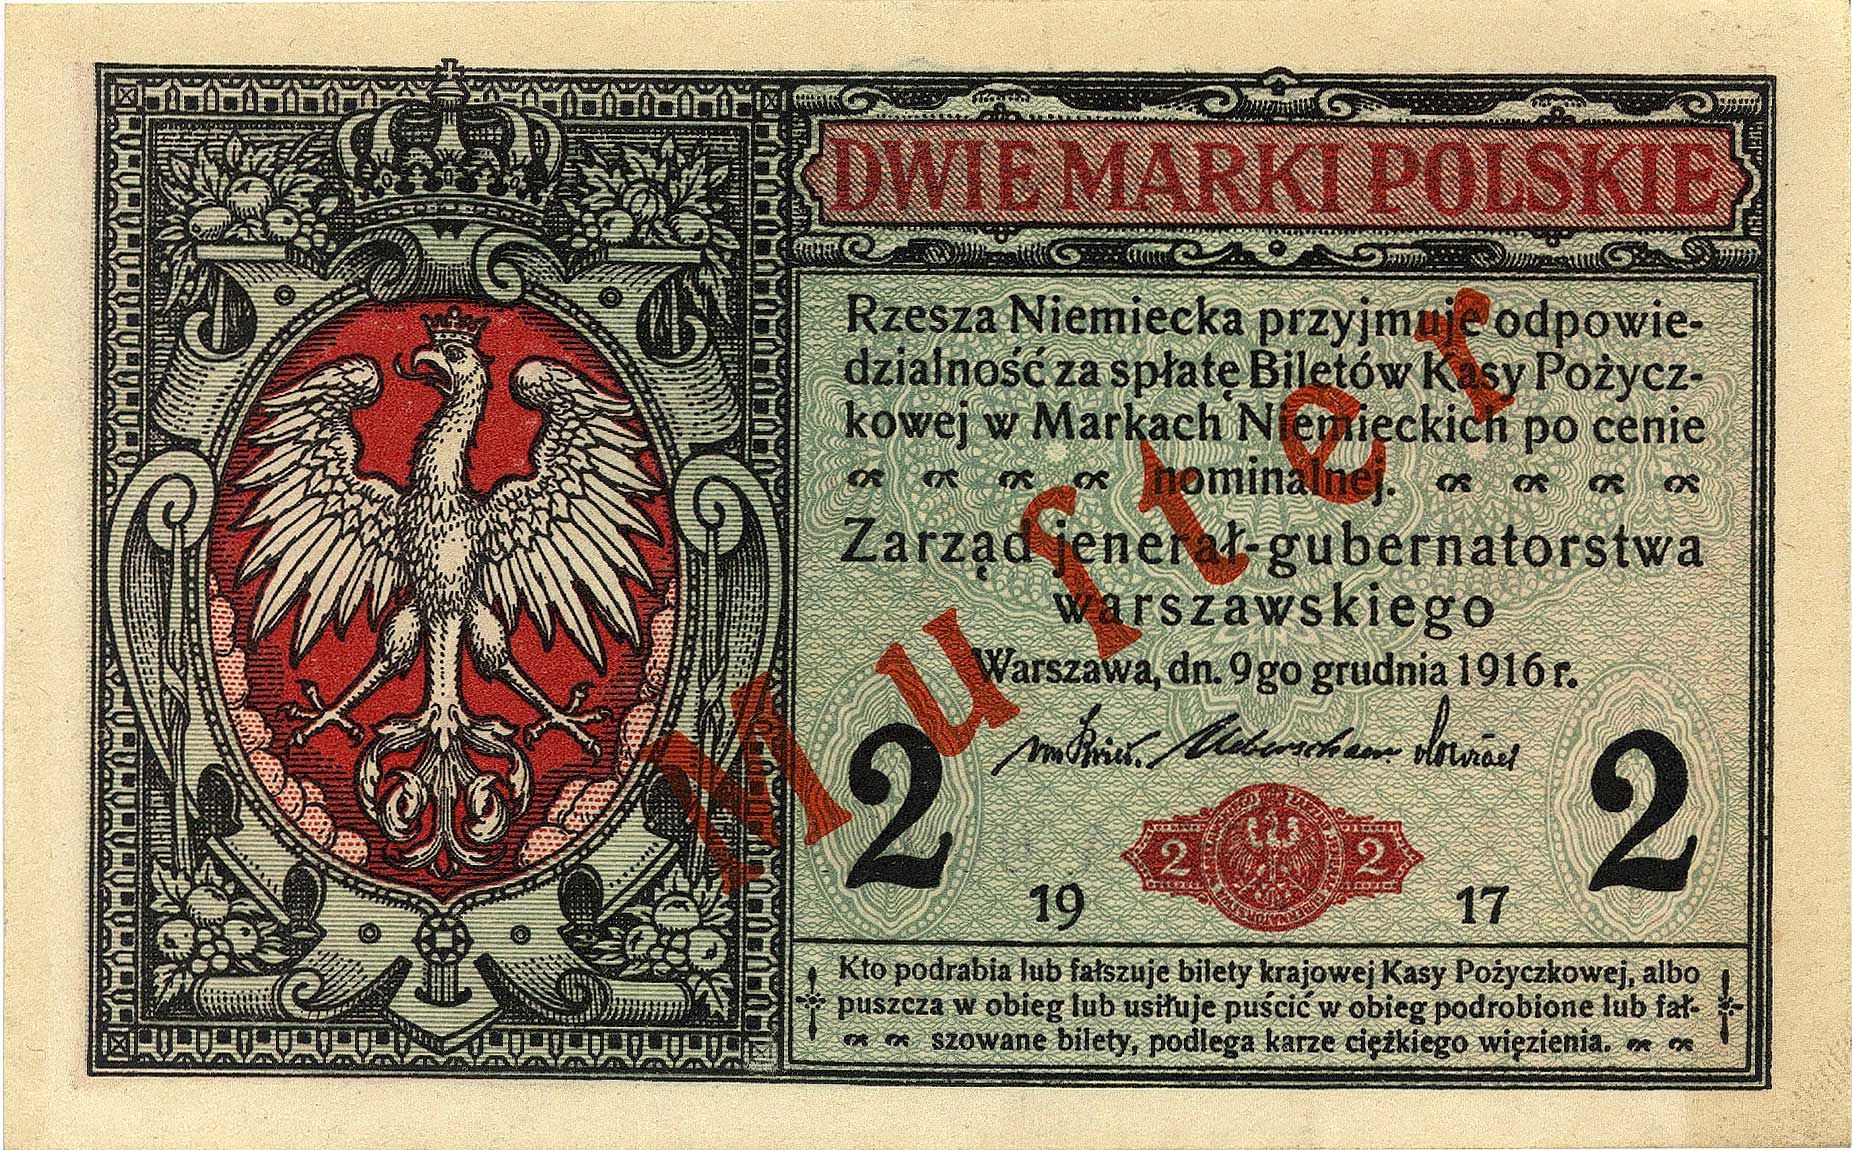 DWIE MARKI POLSKIE
Rzesza Niemiecka przyjmuje odpowie-
dzialność za spłatę Biletów Kasy Pożycz-
kowej w Markach Niemieckich po cenie
nominalnej.
Zarząd jenerał-gubernatorstwa
warszawskiego
Warszawa, dn. 9go grudnia 1916 r.
Muſter
2 2
2 2
19 17
Kto podrabia lub fałszuje bilety krajowej Kasy Pożyczkowej, albo
puszcza w obieg lub usiłuje puścić w obieg podrobione lub fał-
szowane bilety, podlega karze ciężkiego więzienia.